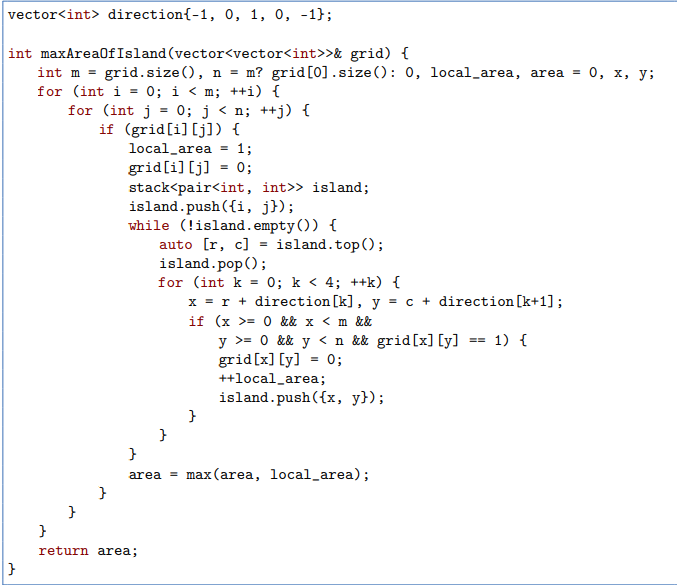 vector<int> direction{-1, 0, 1, 0, -1};

int maxAreaOfIsland(vector<vector<int>>& grid) {
    int m = grid.size(), n = m? grid[0].size(): 0, local_area, area = 0, x, y;
    for (int i = 0; i < m; ++i) {
        for (int j = 0; j < n; ++j) {
            if (grid[i][j]) {
                local_area = 1;
                grid[i][j] = 0;
                stack<pair<int, int>> island;
                island.push({i, j});
                while (!island.empty()) {
                    auto [r, c] = island.top();
                    island.pop();
                    for (int k = 0; k < 4; ++k) {
                        x = r + direction[k], y = c + direction[k+1];
                        if (x >= 0 && x < m &&
                            y >= 0 && y < n && grid[x][y] == 1) {
                            grid[x][y] = 0;
                            ++local_area;
                            island.push({x, y});
                        }
                    }
                }
                area = max(area, local_area);
            }
        }
    }
    return area;
}